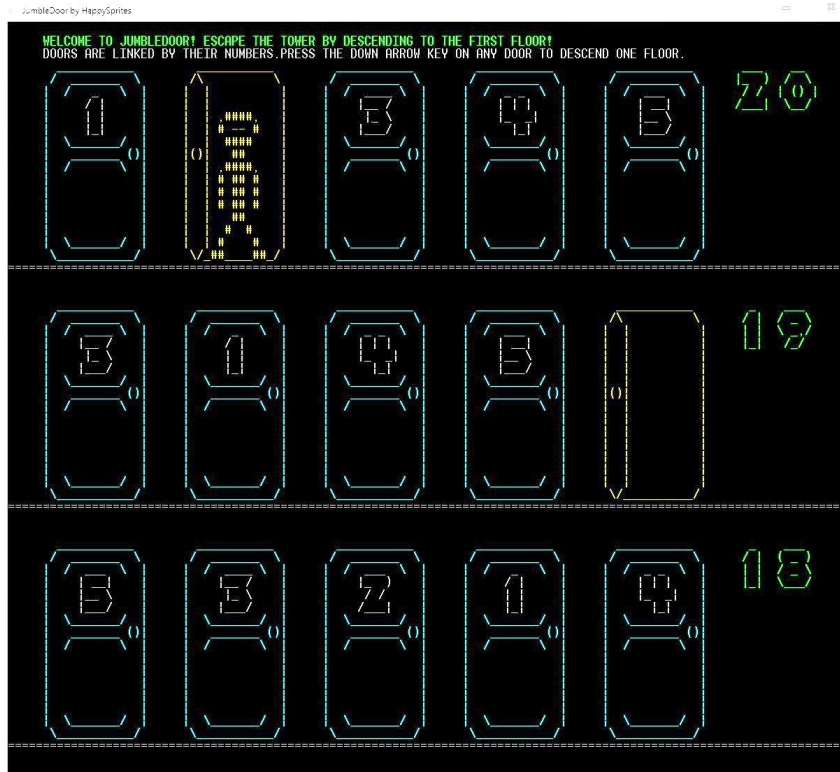 JumbleDoor by HappySprites
WELCOME TO JUMBLEDOOR! ESCAPE THE TOWER BY DESCENDING TO THE FIRST FLOOR!
DOORS ARE LINKED BY THEIR NUMBERS.PRESS THE DOWN ARROW KEY ON ANY DOOR TO DESCEND ONE FLOOR.
1 3 4 5 20
3 1 4 5 19
5 3 2 1 4 18